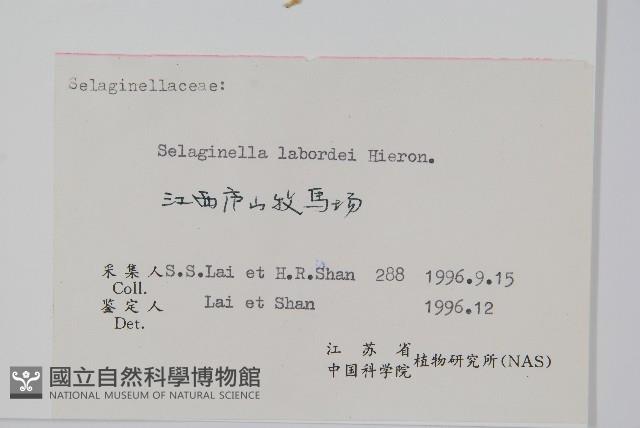 Selaginellaceae:
Selaginella labordei Hieron.
江西市山牧馬场
采集人 S.S.Lai et H.R.Shan 288 1996.9.15
Coll.
鉴定人 Lai et Shan 1996.12
Det.
江苏省
中国科学院 植物研究所(NAS)
國立自然科學博物館
NATIONAL MUSEUM OF NATURAL SCIENCE